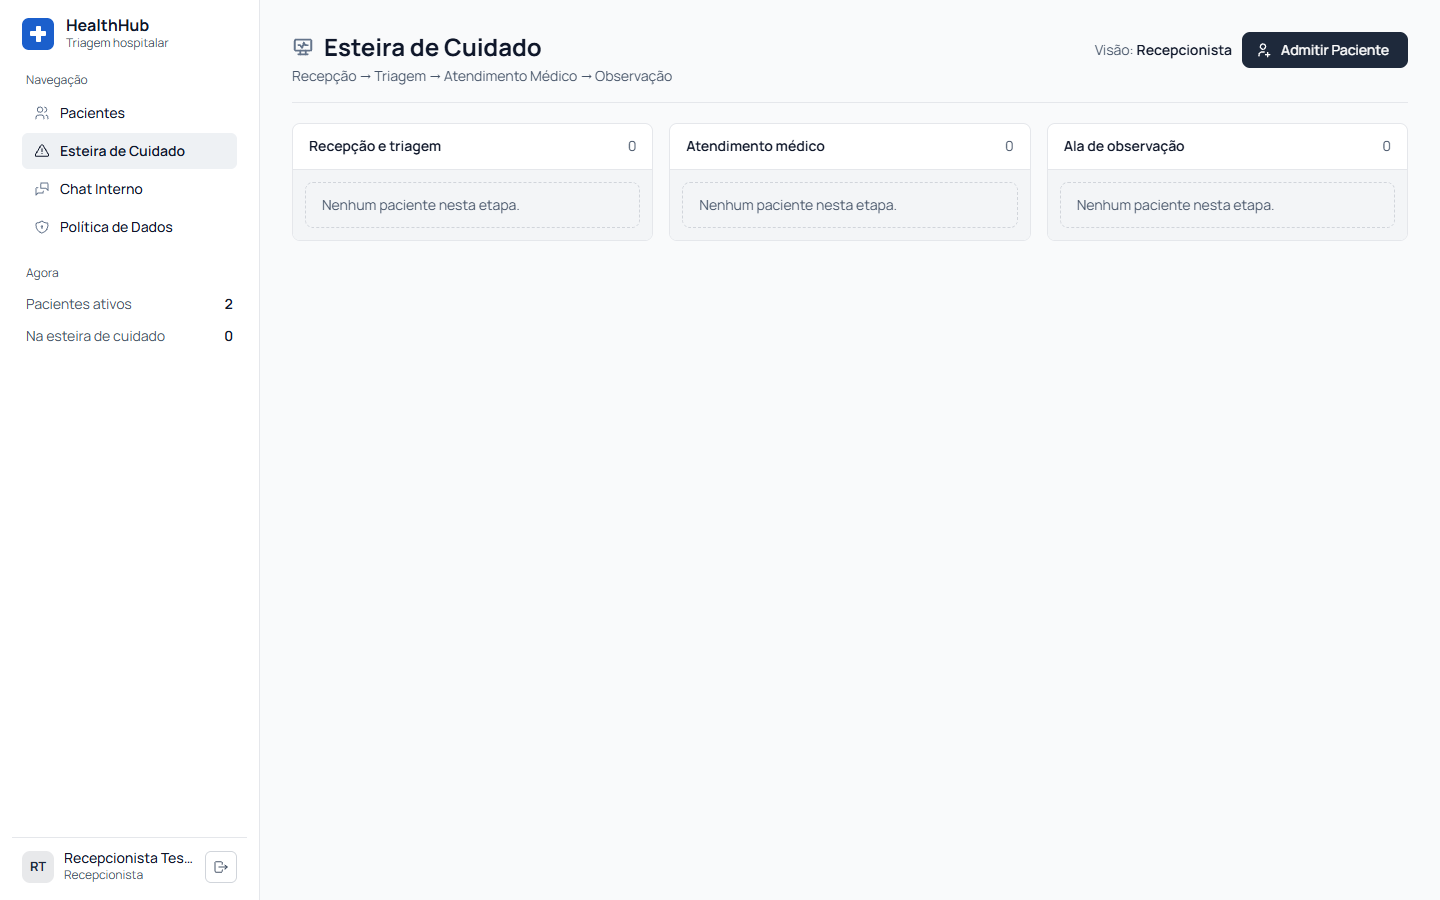 HealthHub
Triagem hospitalar
Navegação
Pacientes
Esteira de Cuidado
Chat Interno
Política de Dados
Agora
Pacientes ativos 2
Na esteira de cuidado 0
RT
Recepcionista Tes...
Recepcionista
Esteira de Cuidado
Recepção → Triagem → Atendimento Médico → Observação
Visão: Recepcionista
Admitir Paciente
Recepção e triagem 0
Nenhum paciente nesta etapa.
Atendimento médico 0
Nenhum paciente nesta etapa.
Ala de observação 0
Nenhum paciente nesta etapa.